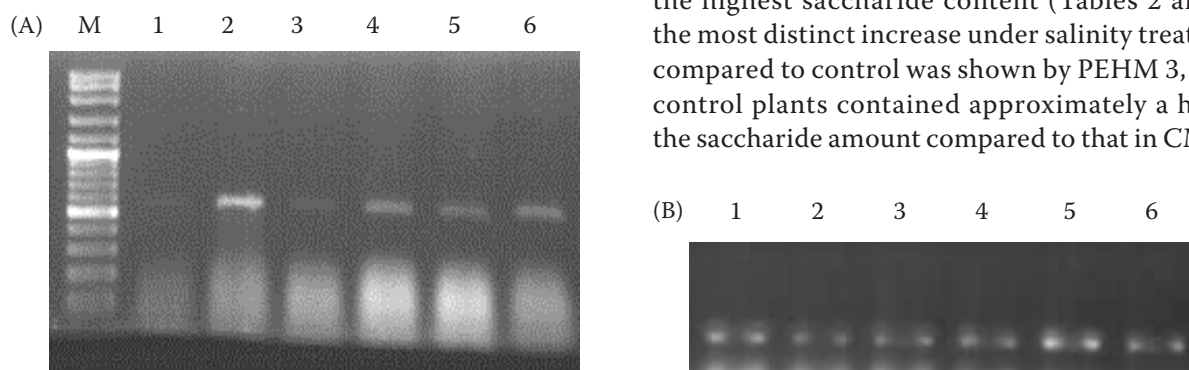 (A) M 1 2 3 4 5 6
the highest saccharide content (Tables 2 a
the most distinct increase under salinity treat
compared to control was shown by PEHM 3,
control plants contained approximately a h
the saccharide amount compared to that in CM
(B) 1 2 3 4 5 6